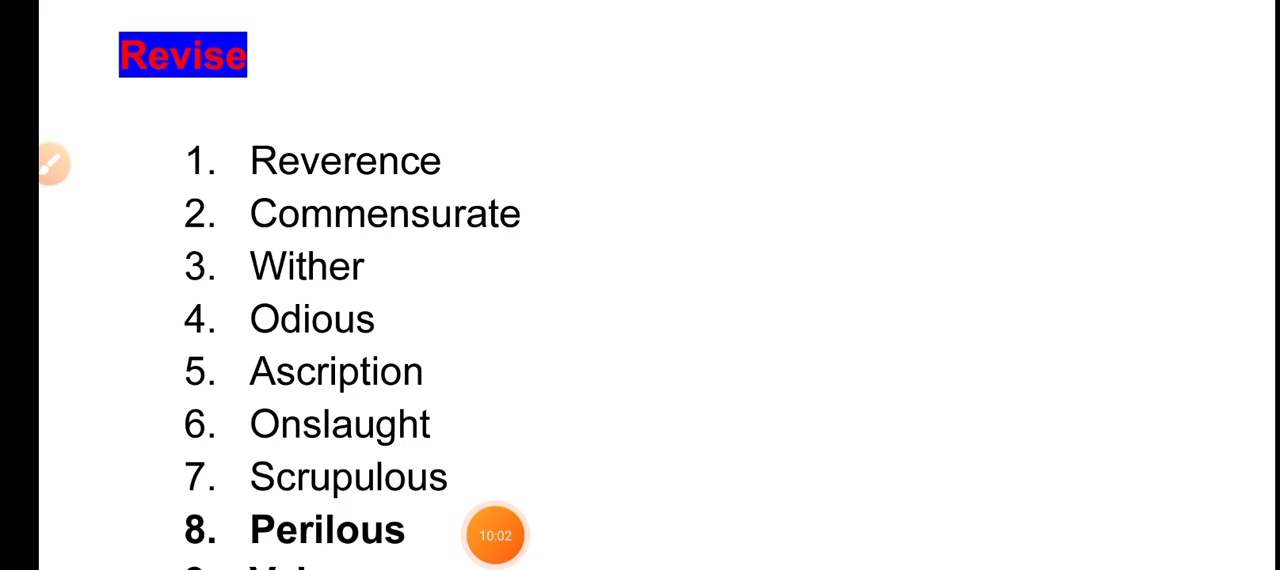 Revise
1. Reverence
2. Commensurate
3. Wither
4. Odious
5. Ascription
6. Onslaught
7. Scrupulous
8. Perilous
10:02